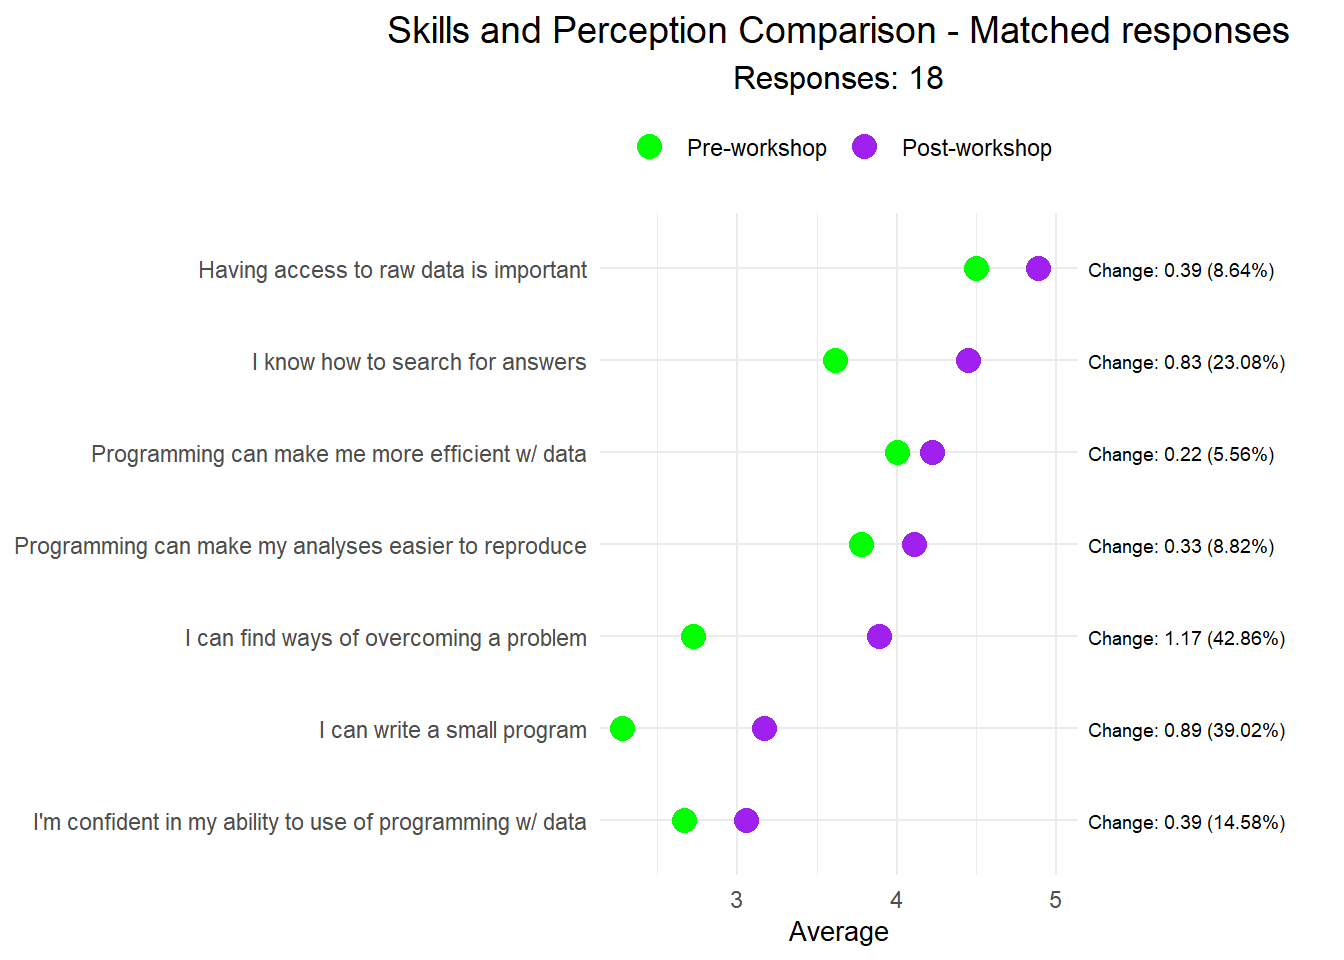 Skills and Perception Comparison - Matched responses
Responses: 18
Pre-workshop Post-workshop
Having access to raw data is important Change: 0.39 (8.64%)
I know how to search for answers Change: 0.83 (23.08%)
Programming can make me more efficient w/ data Change: 0.22 (5.56%)
Programming can make my analyses easier to reproduce Change: 0.33 (8.82%)
I can find ways of overcoming a problem Change: 1.17 (42.86%)
I can write a small program Change: 0.89 (39.02%)
I'm confident in my ability to use of programming w/ data Change: 0.39 (14.58%)
3 4 5
Average